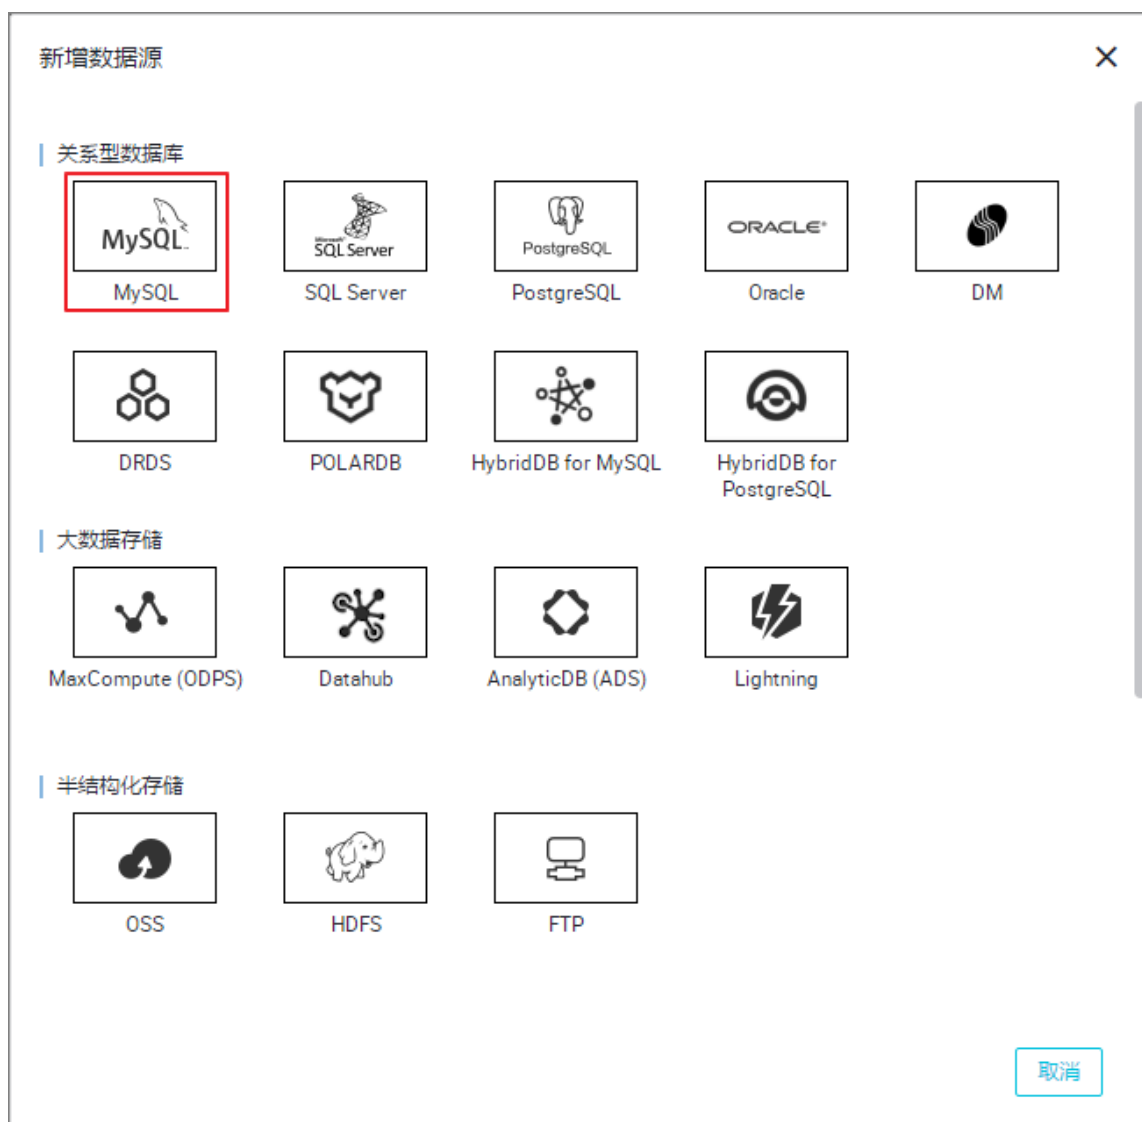 新增数据源
关系型数据库
MySQL
Microsoft
SQL Server
PostgreSQL
ORACLE
MySQL
SQL Server
PostgreSQL
Oracle
DM
DRDS
POLARDB
HybridDB for MySQL
HybridDB for
PostgreSQL
大数据存储
MaxCompute (ODPS)
Datahub
AnalyticDB (ADS)
Lightning
半结构化存储
OSS
HDFS
FTP
取消